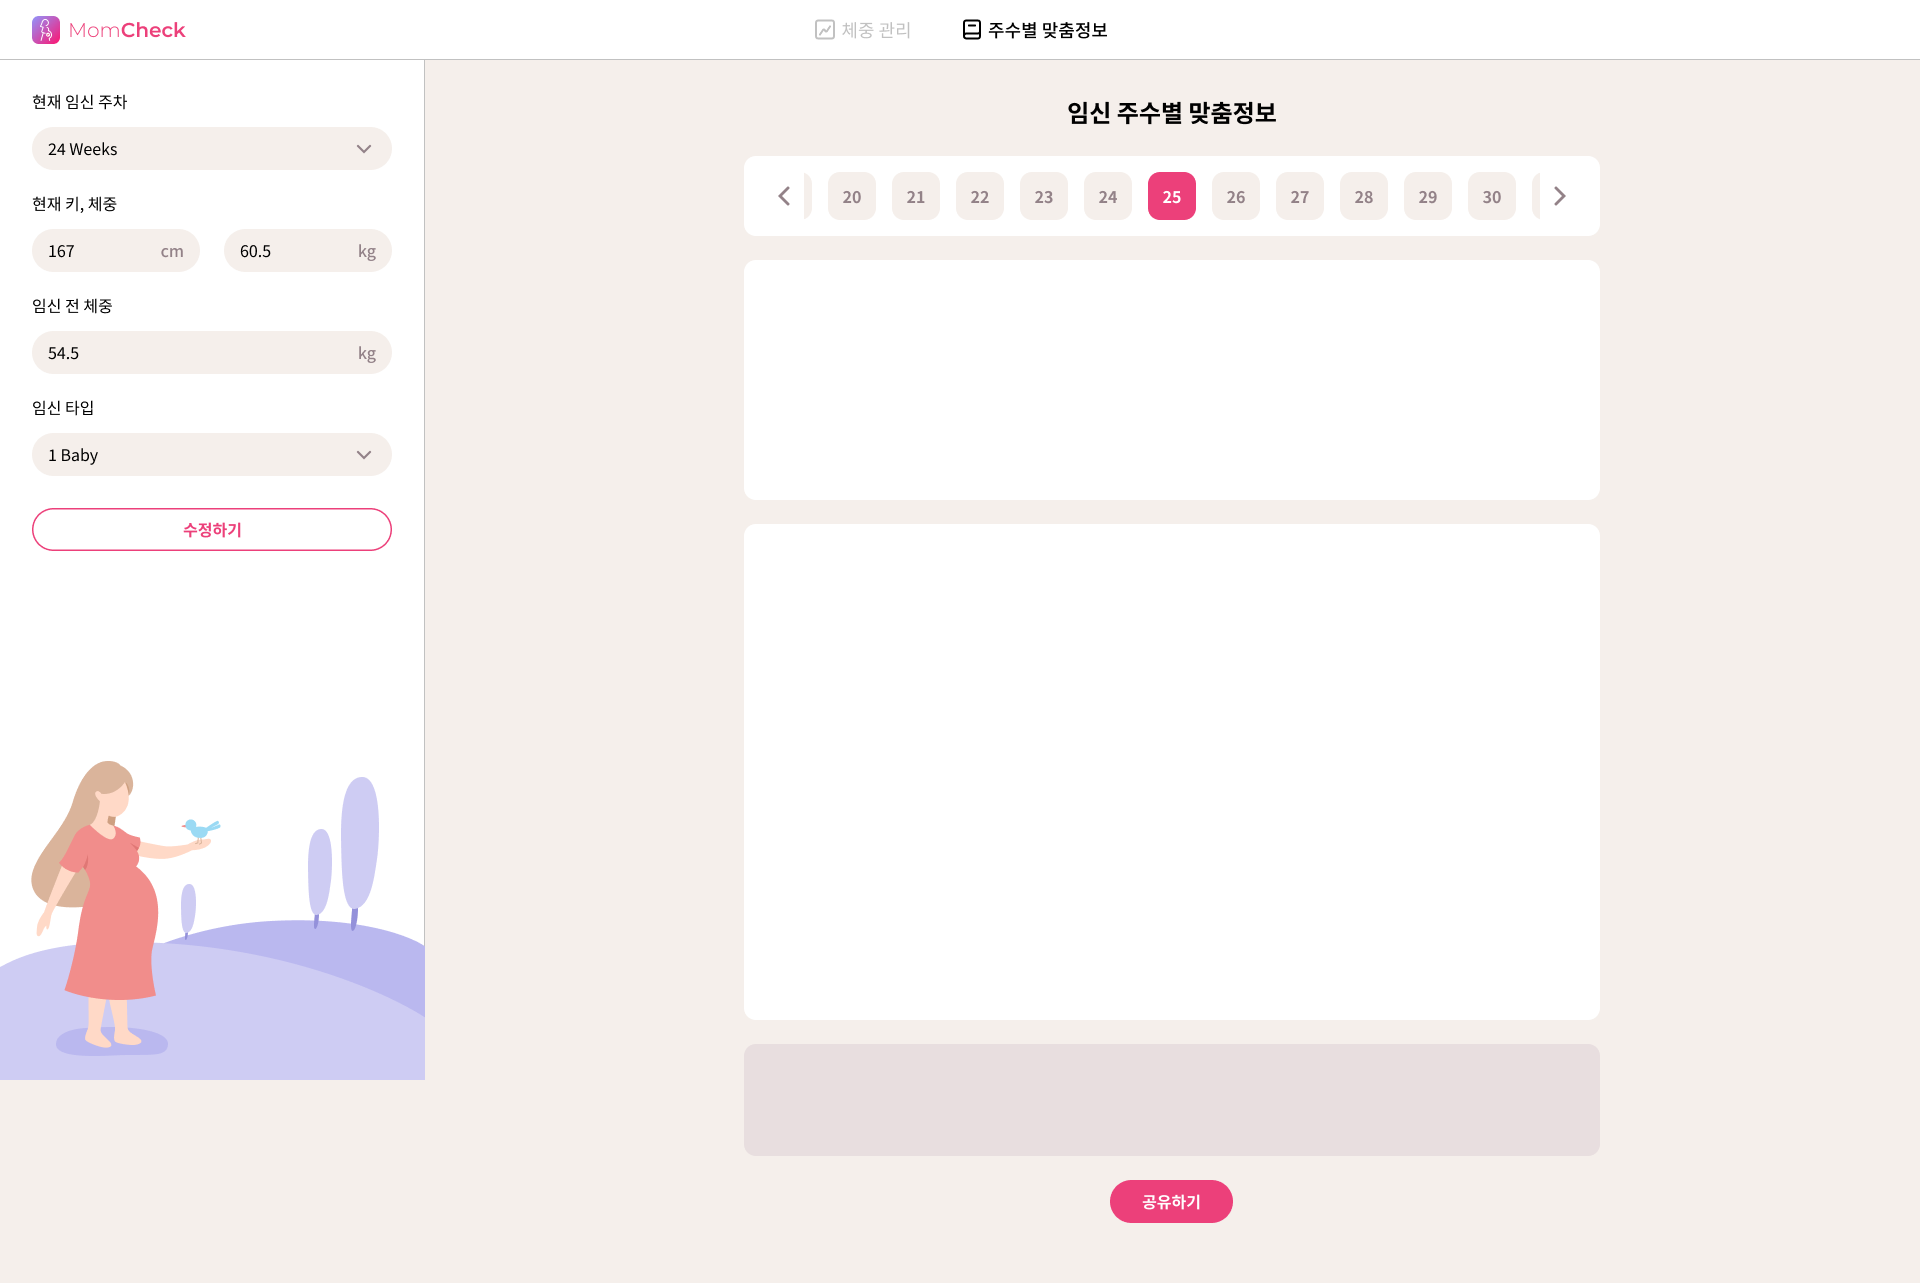 MomCheck
체중 관리
주수별 맞춤정보
현재 임신 주차
24 Weeks
현재 키, 체중
167 cm
60.5 kg
임신 전 체중
54.5 kg
임신 타입
1 Baby
수정하기
임신 주수별 맞춤정보
20 21 22 23 24 25 26 27 28 29 30
공유하기